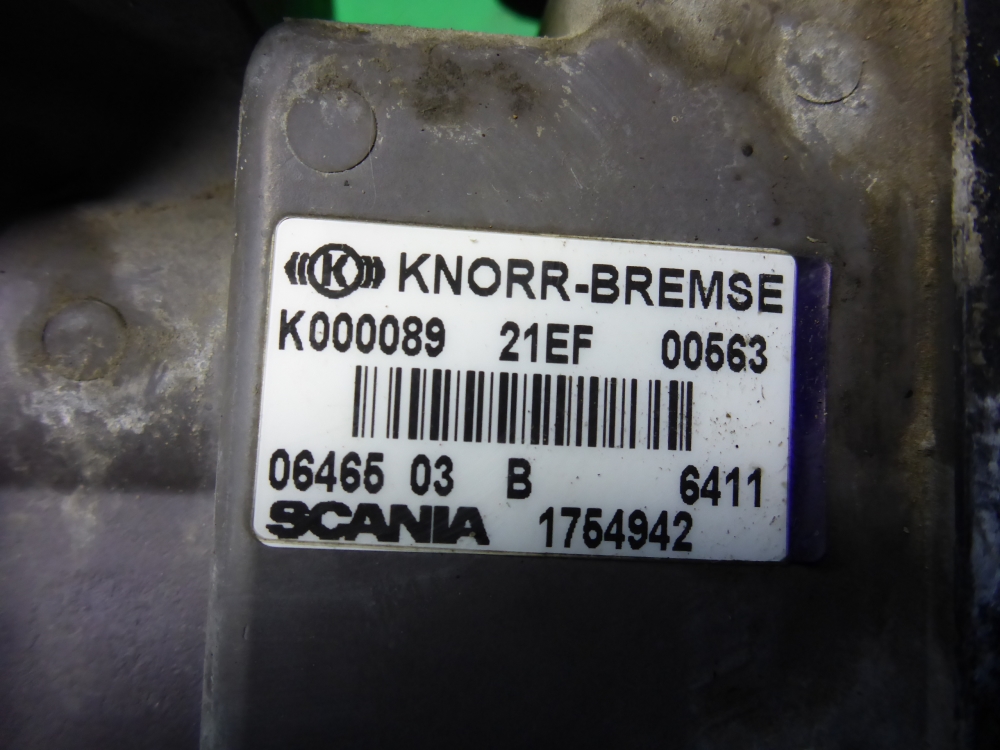 K KNORR-BREMSE
K000089 21EF 00563
06465 03 B 6411
SCANIA 1754942